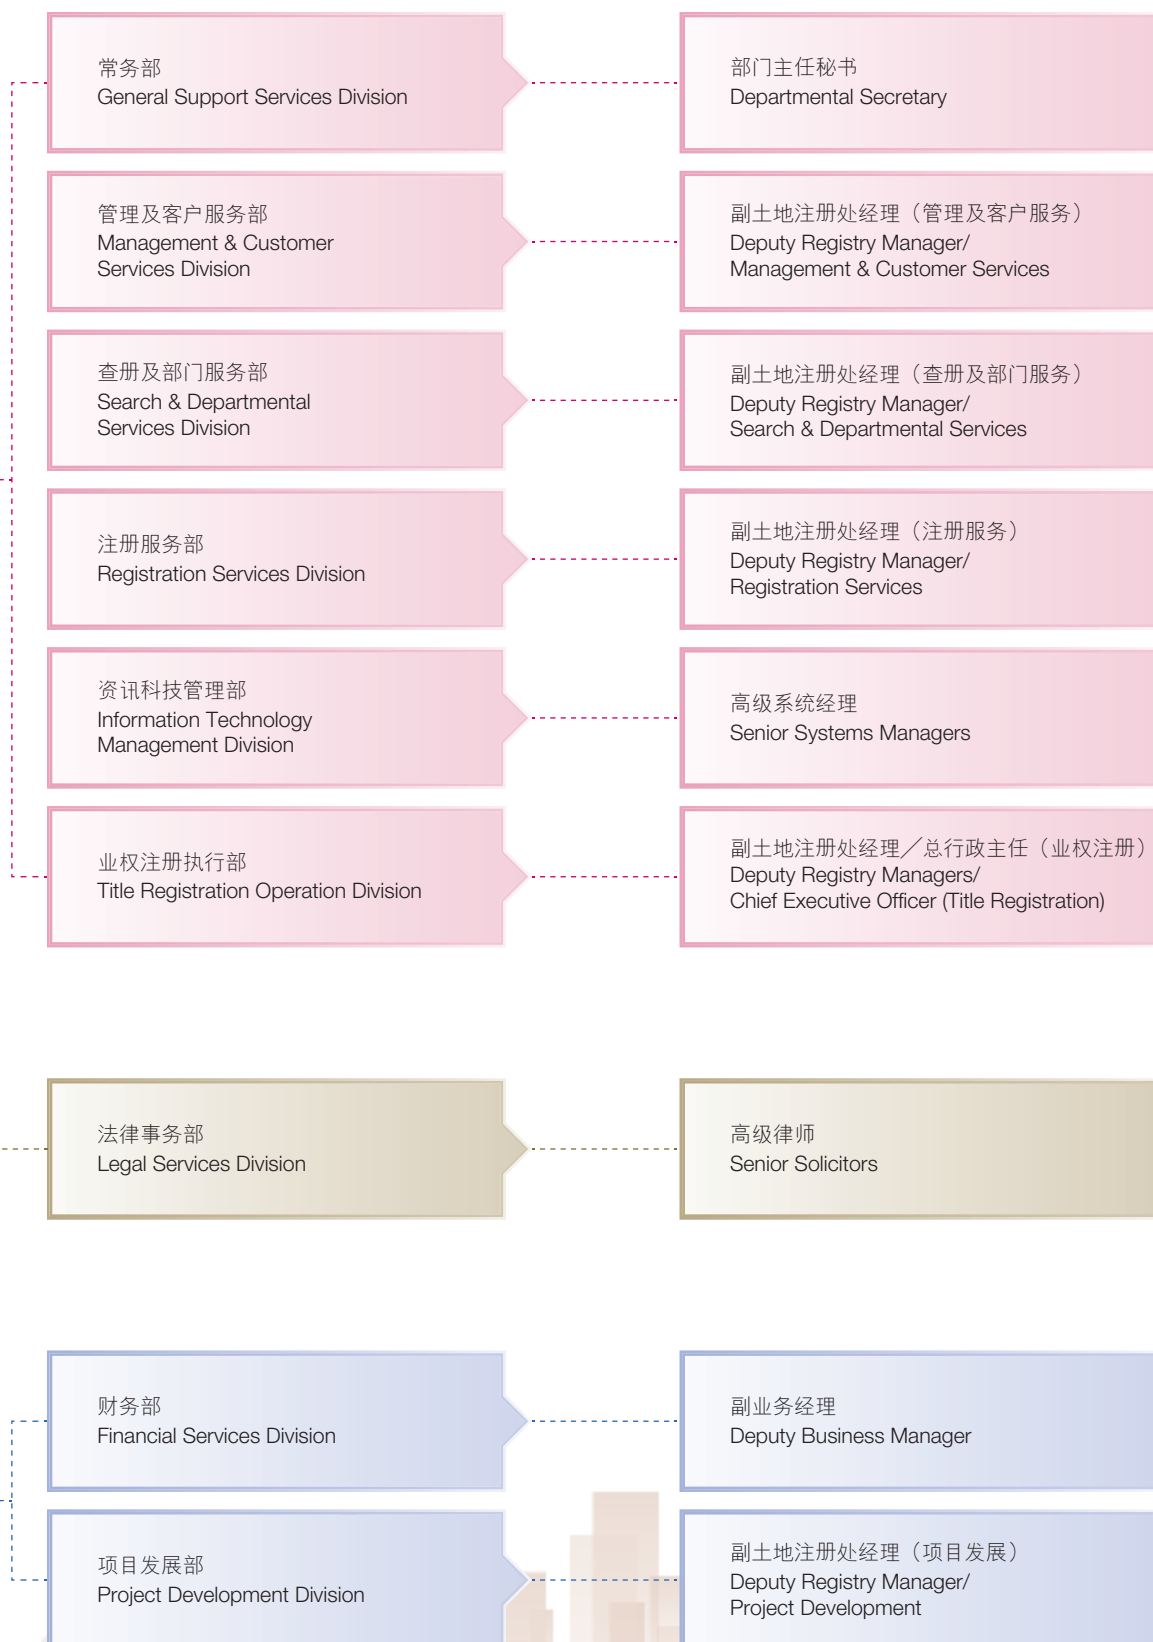 常务部
General Support Services Division
部门主任秘书
Departmental Secretary
管理及客户服务部
Management & Customer
Services Division
副土地注册处经理（管理及客户服务）
Deputy Registry Manager/
Management & Customer Services
查册及部门服务部
Search & Departmental
Services Division
副土地注册处经理（查册及部门服务）
Deputy Registry Manager/
Search & Departmental Services
注册服务部
Registration Services Division
副土地注册处经理（注册服务）
Deputy Registry Manager/
Registration Services
资讯科技管理部
Information Technology
Management Division
高级系统经理
Senior Systems Managers
业权注册执行部
Title Registration Operation Division
副土地注册处经理／总行政主任（业权注册）
Deputy Registry Managers/
Chief Executive Officer (Title Registration)
法律事务部
Legal Services Division
高级律师
Senior Solicitors
财务部
Financial Services Division
副业务经理
Deputy Business Manager
项目发展部
Project Development Division
副土地注册处经理（项目发展）
Deputy Registry Manager/
Project Development